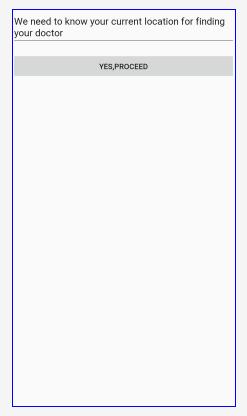 We need to know your current location for finding
your doctor
YES,PROCEED